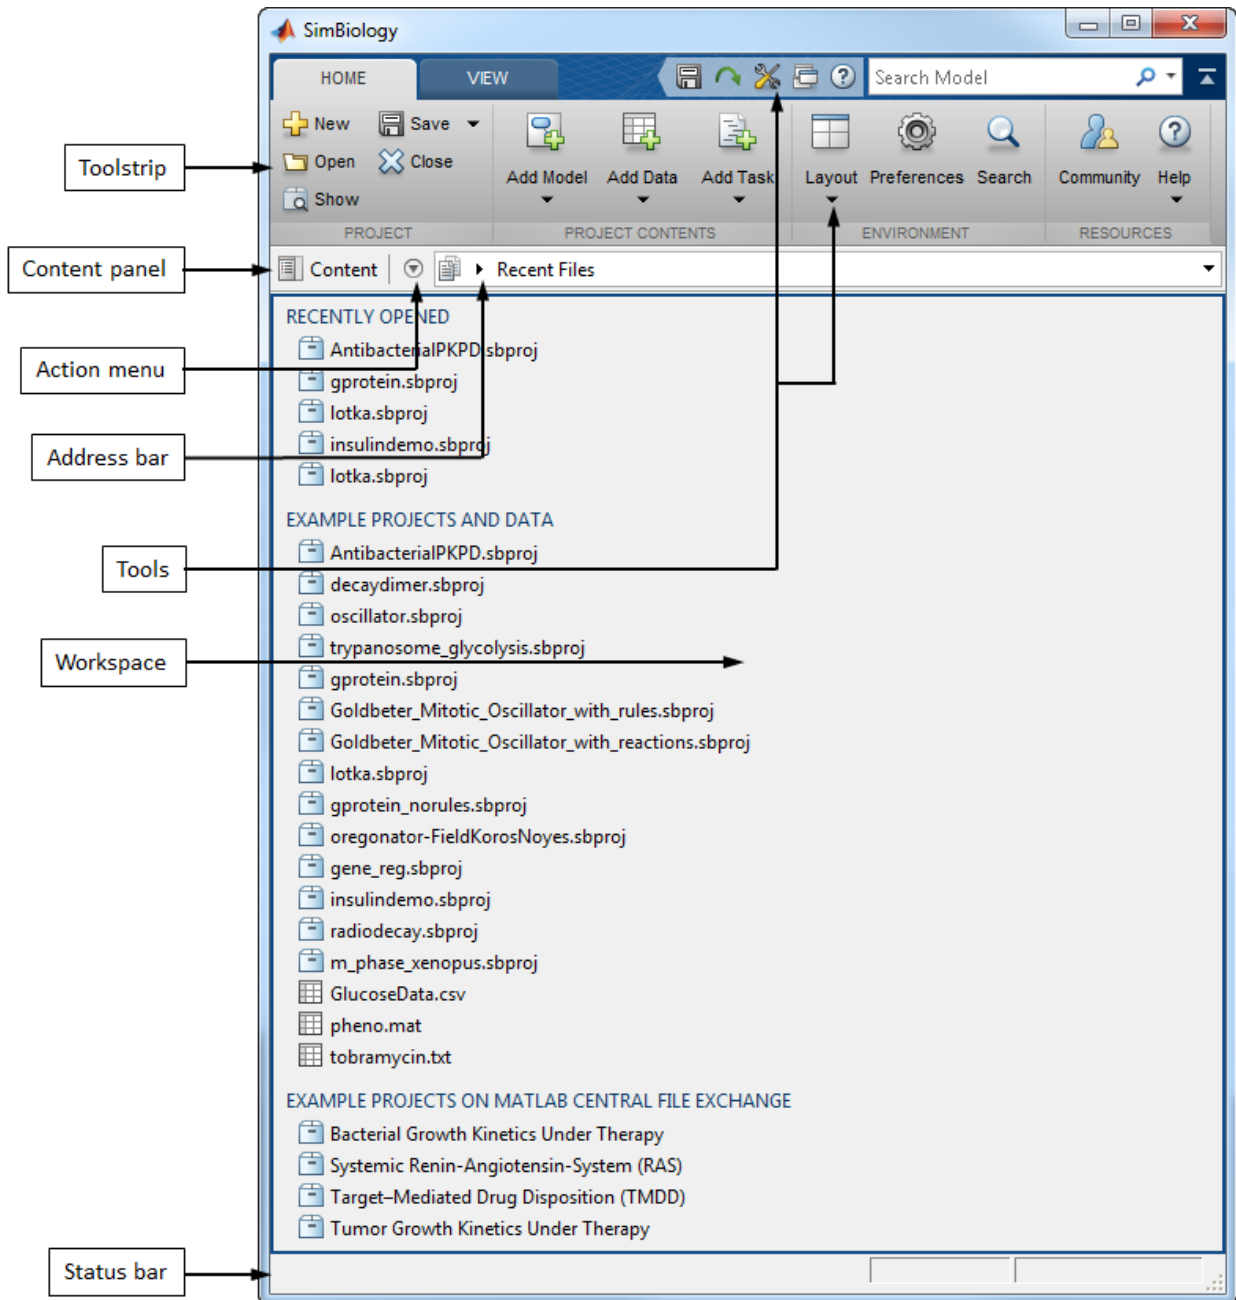 SimBiology
HOME VIEW Search Model
New Save
Open Close
Show
Add Model Add Data Add Task Layout Preferences Search Community Help
PROJECT PROJECT CONTENTS ENVIRONMENT RESOURCES
Toolstrip
Content panel
Content Recent Files
RECENTLY OPENED
AntibacterialPKPD.sbproj
Action menu
gprotein.sbproj
lotka.sbproj
Address bar
insulindemo.sbproj
lotka.sbproj
EXAMPLE PROJECTS AND DATA
AntibacterialPKPD.sbproj
Tools
decaydimer.sbproj
oscillator.sbproj
trypanosome_glycolysis.sbproj
Workspace
gprotein.sbproj
Goldbeter_Mitotic_Oscillator_with_rules.sbproj
Goldbeter_Mitotic_Oscillator_with_reactions.sbproj
lotka.sbproj
gprotein_norules.sbproj
oregonator-FieldKorosNoyes.sbproj
gene_reg.sbproj
insulindemo.sbproj
radiodecay.sbproj
m_phase_xenopus.sbproj
GlucoseData.csv
pheno.mat
tobramycin.txt
EXAMPLE PROJECTS ON MATLAB CENTRAL FILE EXCHANGE
Bacterial Growth Kinetics Under Therapy
Systemic Renin-Angiotensin-System (RAS)
Target–Mediated Drug Disposition (TMDD)
Tumor Growth Kinetics Under Therapy
Status bar